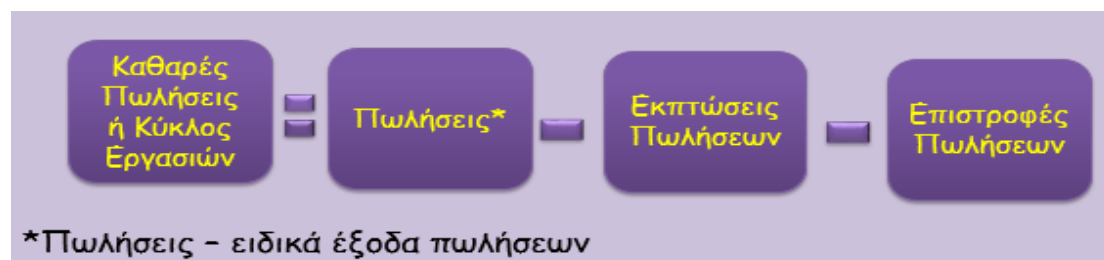 Καθαρές
Πωλήσεις
ή Κύκλος
Εργασιών
Πωλήσεις*
Εκπτώσεις
Πωλήσεων
Επιστροφές
Πωλήσεων
*Πωλήσεις - ειδικά έξοδα πωλήσεων